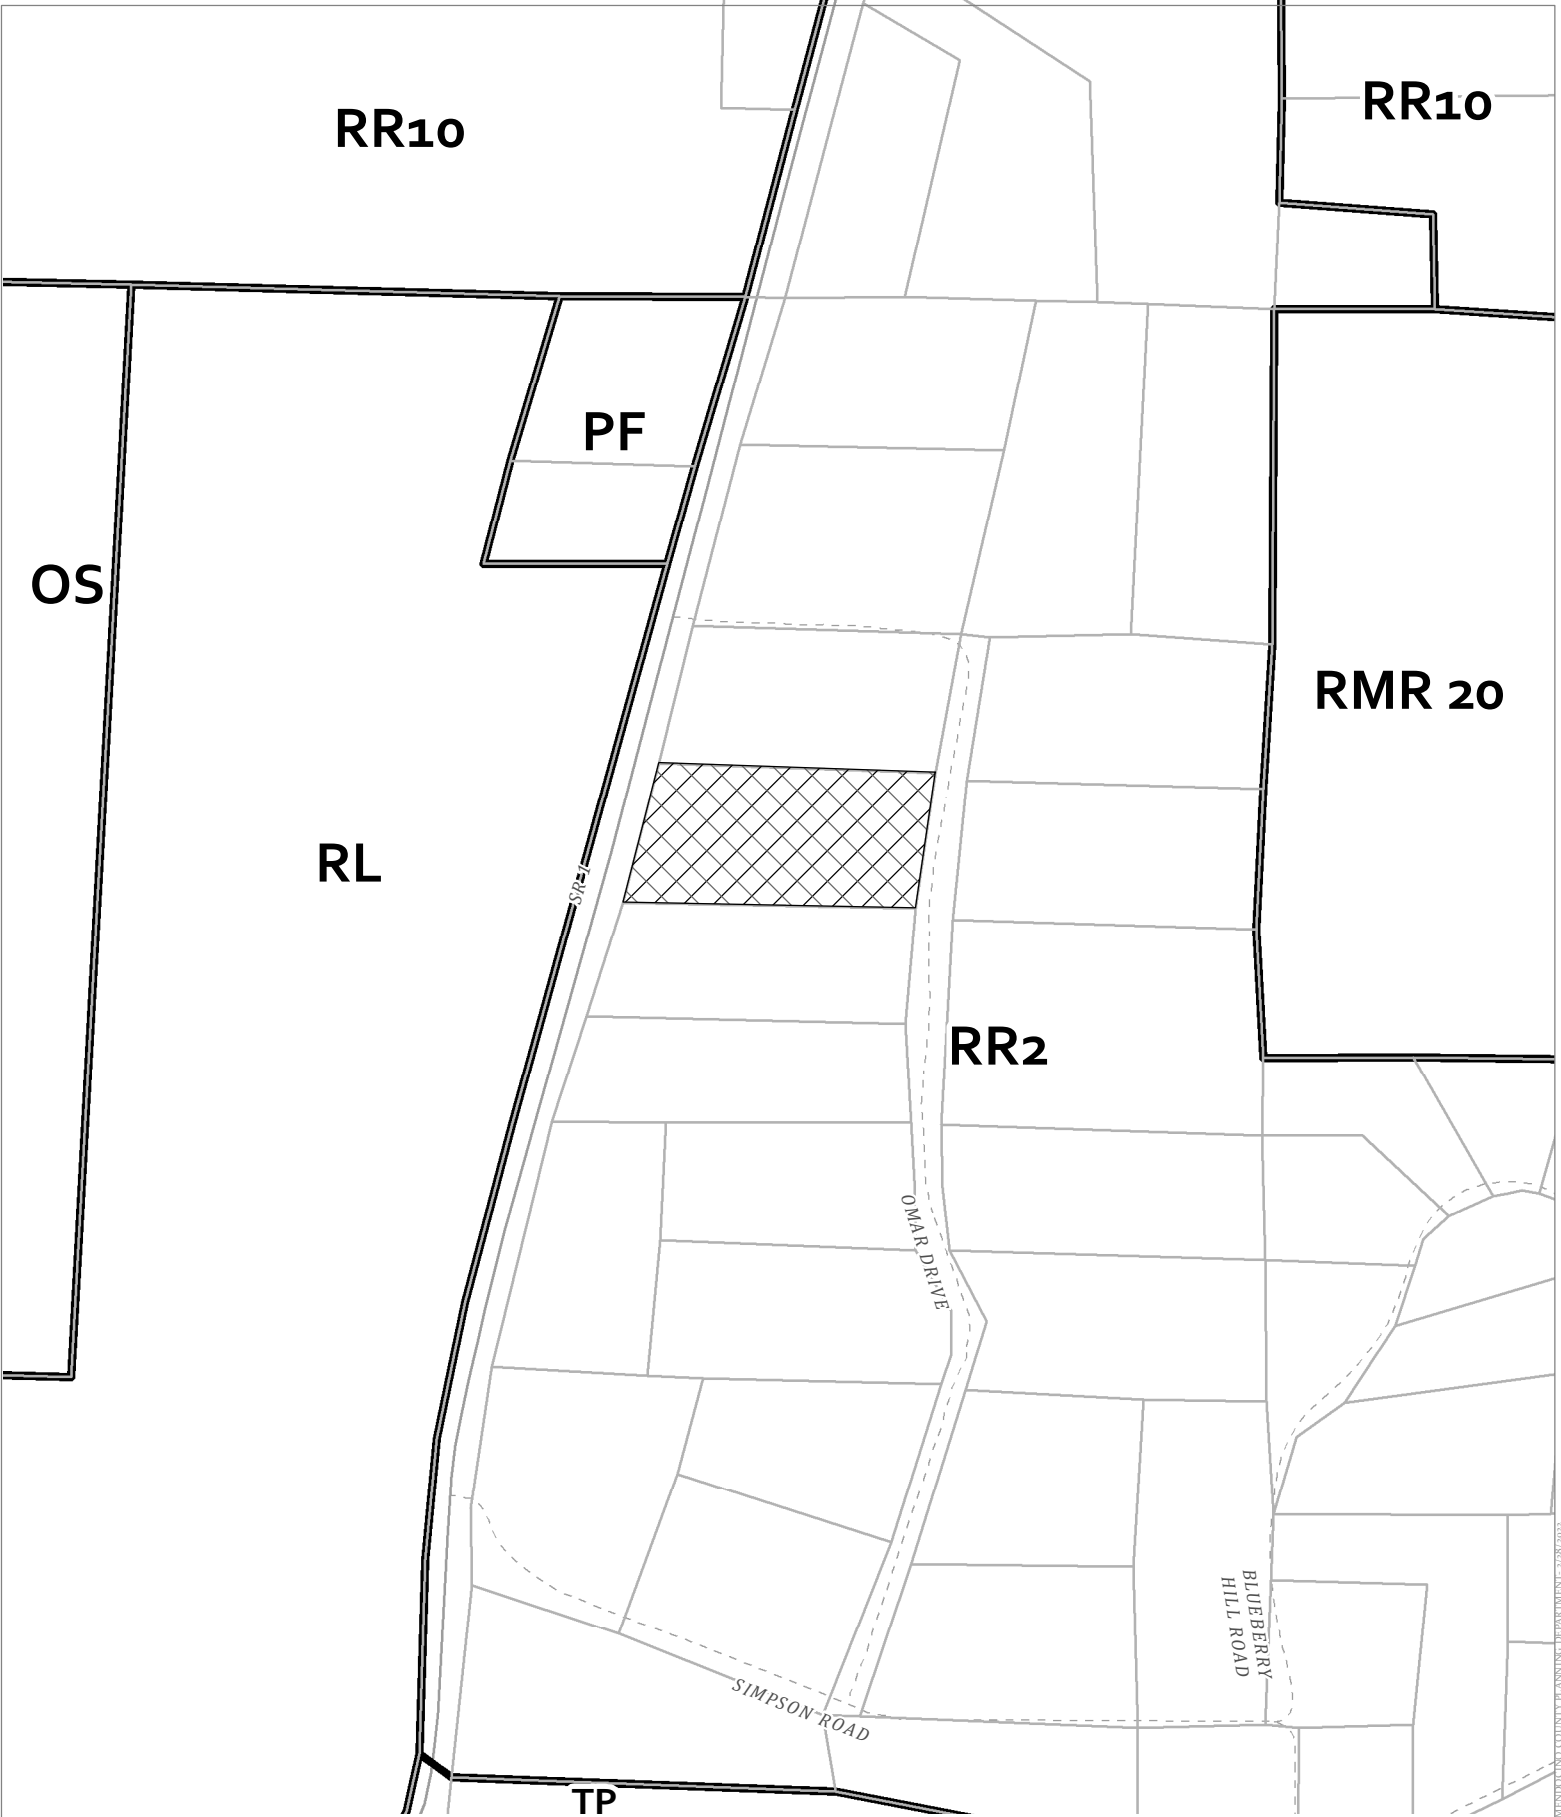 RR10
RR10
PF
OS
RMR 20
RL
SR-1
RR2
OMAR DRIVE
BLUEBERRY
HILL ROAD
SIMPSON ROAD
TP